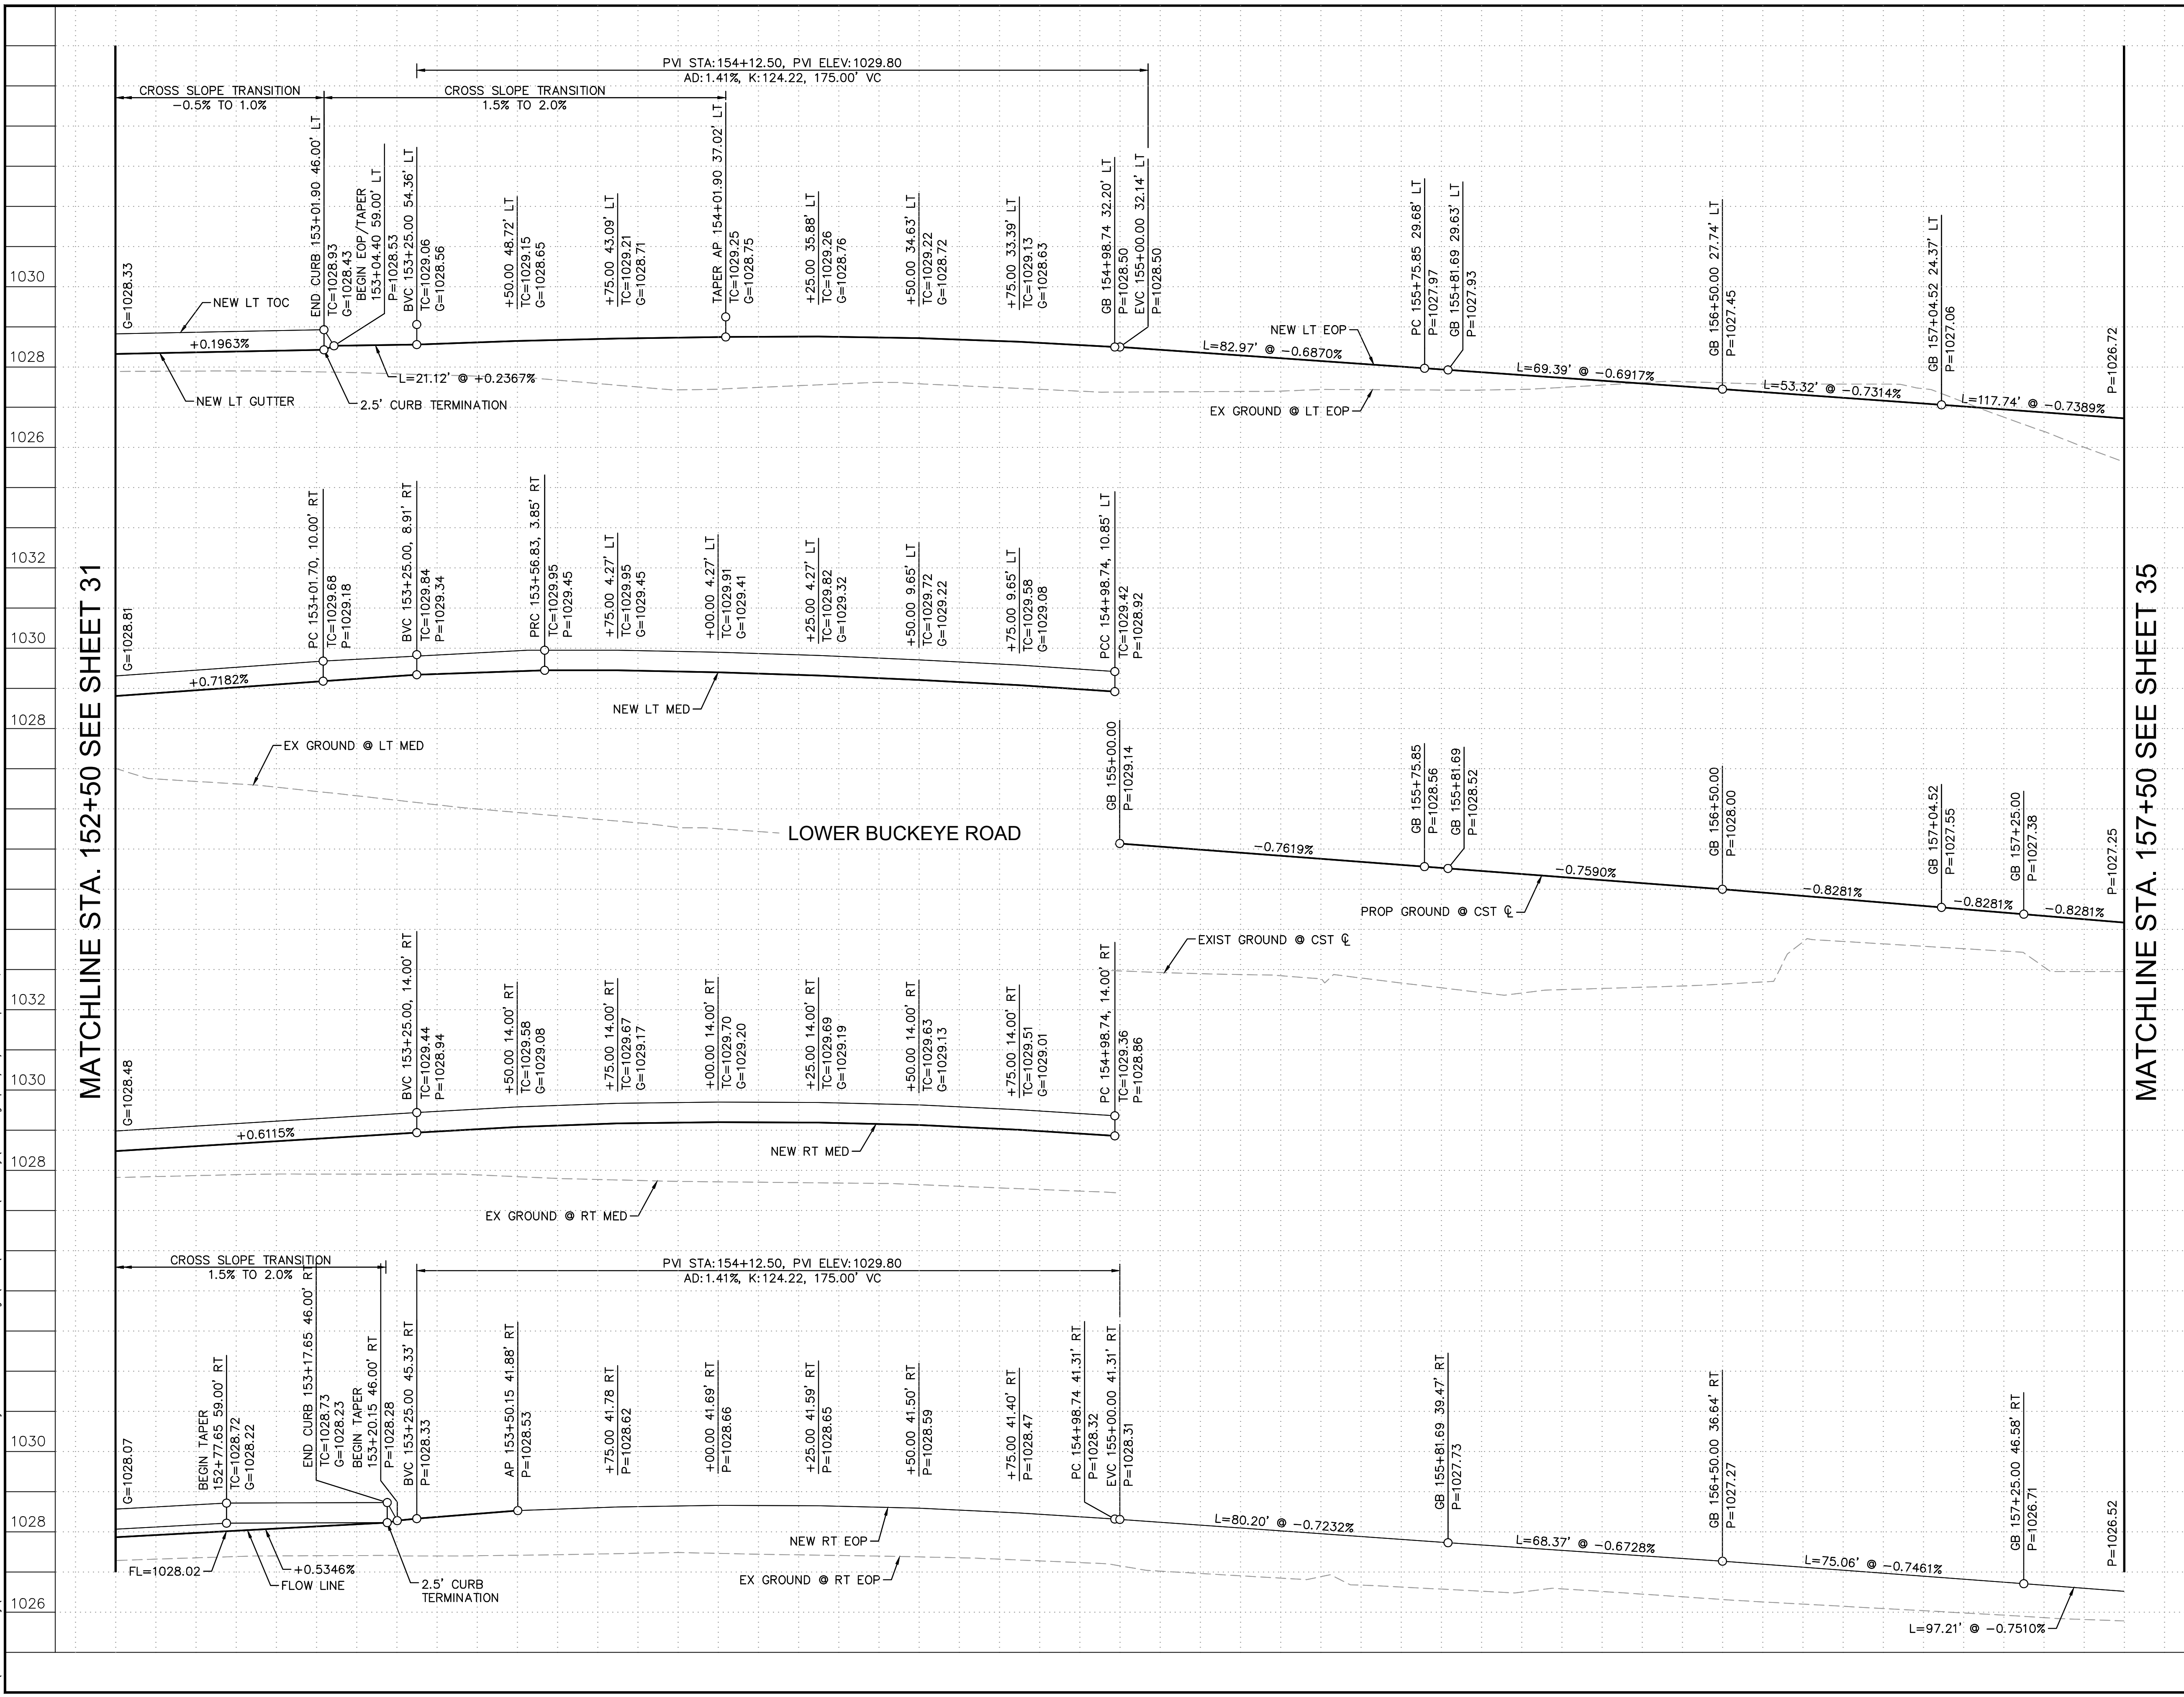 PVI STA:154+12.50, PVI ELEV:1029.80
AD:1.41%, K:124.22, 175.00' VC
CROSS SLOPE TRANSITION
-0.5% TO 1.0%
CROSS SLOPE TRANSITION
1.5% TO 2.0%
G=1028.33
END CURB 153+01.90 46.00' LT
TC=1028.93
G=1028.43
BEGIN EOP/TAPER
153+04.40 59.00' LT
P=1028.53
BVC 153+25.00 54.36' LT
TC=1029.06
G=1028.56
+50.00 48.72' LT
TC=1029.15
G=1028.65
+75.00 43.09' LT
TC=1029.21
G=1028.71
TAPER AP 154+01.90 37.02' LT
TC=1029.25
G=1028.75
+25.00 35.88' LT
TC=1029.26
G=1028.76
+50.00 34.63' LT
TC=1029.22
G=1028.72
+75.00 33.39' LT
TC=1029.13
G=1028.63
GB 154+98.74 32.20' LT
P=1028.50
EVC 155+00.00 32.14' LT
P=1028.50
PC 155+75.85 29.68' LT
P=1027.97
GB 155+81.69 29.63' LT
P=1027.93
GB 156+50.00 27.74' LT
P=1027.45
GB 157+04.52 24.37' LT
P=1027.06
P=1026.72
1030
1028
1026
NEW LT TOC
+0.1963%
NEW LT GUTTER
L=21.12' @ +0.2367%
2.5' CURB TERMINATION
NEW LT EOP
L=82.97' @ -0.6870%
EX GROUND @ LT EOP
L=69.39' @ -0.6917%
L=53.32' @ -0.7314%
L=117.74' @ -0.7389%
MATCHLINE STA. 152+50 SEE SHEET 31
MATCHLINE STA. 157+50 SEE SHEET 35
1032
1030
1028
G=1028.81
PC 153+01.70, 10.00' RT
TC=1029.68
P=1029.18
BVC 153+25.00, 8.91' RT
TC=1029.84
P=1029.34
PRC 153+56.83, 3.85' RT
TC=1029.95
P=1029.45
+75.00 4.27' LT
TC=1029.95
G=1029.45
+00.00 4.27' LT
TC=1029.91
G=1029.41
+25.00 4.27' LT
TC=1029.82
G=1029.32
+50.00 9.65' LT
TC=1029.72
G=1029.22
+75.00 9.65' LT
TC=1029.58
G=1029.08
PCC 154+98.74, 10.85' LT
TC=1029.42
P=1028.92
+0.7182%
NEW LT MED
EX GROUND @ LT MED
LOWER BUCKEYE ROAD
GB 155+00.00
P=1029.14
GB 155+75.85
P=1028.56
GB 155+81.69
P=1028.52
GB 156+50.00
P=1028.00
GB 157+04.52
P=1027.55
GB 157+25.00
P=1027.38
P=1027.25
-0.7619%
-0.7590%
-0.8281%
-0.8281%
-0.8281%
PROP GROUND @ CST ℄
EXIST GROUND @ CST ℄
1032
1030
1028
G=1028.48
BVC 153+25.00, 14.00' RT
TC=1029.44
P=1028.94
+50.00 14.00' RT
TC=1029.58
G=1029.08
+75.00 14.00' RT
TC=1029.67
G=1029.17
+00.00 14.00' RT
TC=1029.70
G=1029.20
+25.00 14.00' RT
TC=1029.69
G=1029.19
+50.00 14.00' RT
TC=1029.63
G=1029.13
+75.00 14.00' RT
TC=1029.51
G=1029.01
PC 154+98.74, 14.00' RT
TC=1029.36
P=1028.86
+0.6115%
NEW RT MED
EX GROUND @ RT MED
CROSS SLOPE TRANSITION
1.5% TO 2.0%
PVI STA:154+12.50, PVI ELEV:1029.80
AD:1.41%, K:124.22, 175.00' VC
1030
1028
1026
G=1028.07
BEGIN TAPER
152+77.65 59.00' RT
TC=1028.72
G=1028.22
END CURB 153+17.65 46.00' RT
TC=1028.73
G=1028.23
BEGIN TAPER
153+20.15 46.00' RT
P=1028.28
BVC 153+25.00 45.33' RT
P=1028.33
AP 153+50.15 41.88' RT
P=1028.53
+75.00 41.78 RT
P=1028.62
+00.00 41.69' RT
P=1028.66
+25.00 41.59' RT
P=1028.65
+50.00 41.50' RT
P=1028.59
+75.00 41.40' RT
P=1028.47
PC 154+98.74 41.31' RT
P=1028.32
EVC 155+00.00 41.31' RT
P=1028.31
GB 155+81.69 39.47' RT
P=1027.73
GB 156+50.00 36.64' RT
P=1027.27
GB 157+25.00 46.58' RT
P=1026.71
P=1026.52
FL=1028.02
+0.5346%
FLOW LINE
2.5' CURB
TERMINATION
NEW RT EOP
EX GROUND @ RT EOP
L=80.20' @ -0.7232%
L=68.37' @ -0.6728%
L=75.06' @ -0.7461%
L=97.21' @ -0.7510%